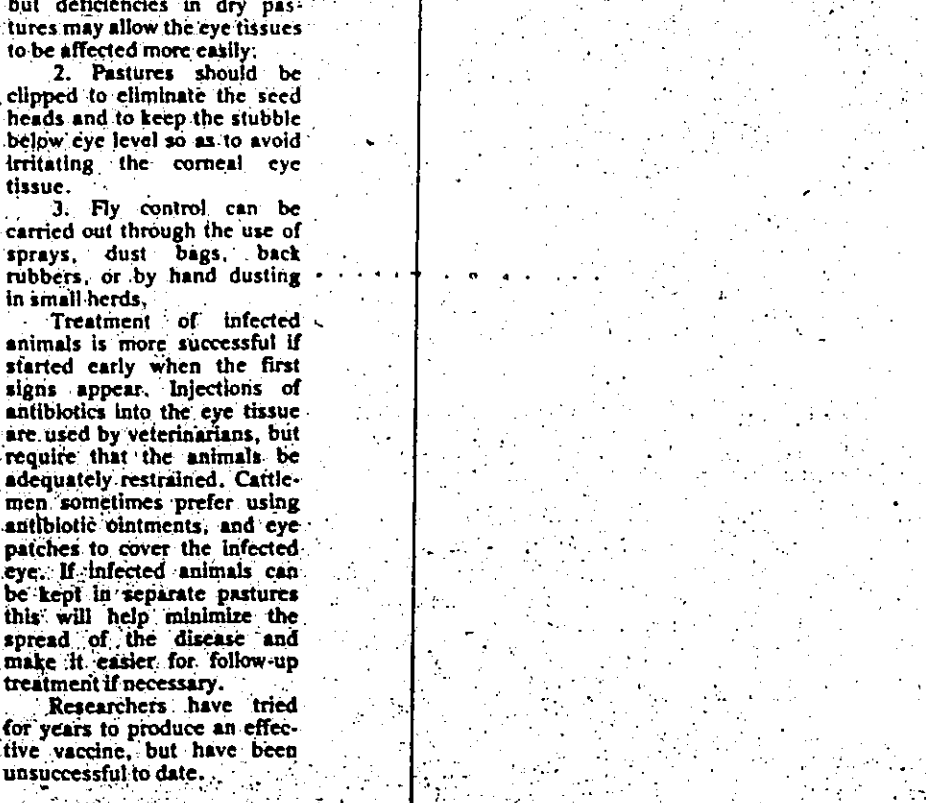 but deficiencies in dry pas-
tures may allow the eye tissues
to be affected more easily;
2. Pastures should be
clipped to eliminate the seed
heads and to keep the stubble
below eye level so as to avoid
irritating the corneal eye
tissue.
3. Fly control can be
carried out through the use of
sprays, dust bags, back
rubbers, or by hand dusting
in small herds.
Treatment of infected
animals is more successful if
started early when the first
signs appear. Injections of
antibiotics into the eye tissue
are used by veterinarians, but
require that the animals be
adequately restrained. Cattle-
men sometimes prefer using
antibiotic ointments, and eye
patches to cover the infected
eye. If infected animals can
be kept in separate pastures
this will help minimize the
spread of the disease and
make it easier for follow-up
treatment if necessary.
Researchers have tried
for years to produce an effec-
tive vaccine, but have been
unsuccessful to date.